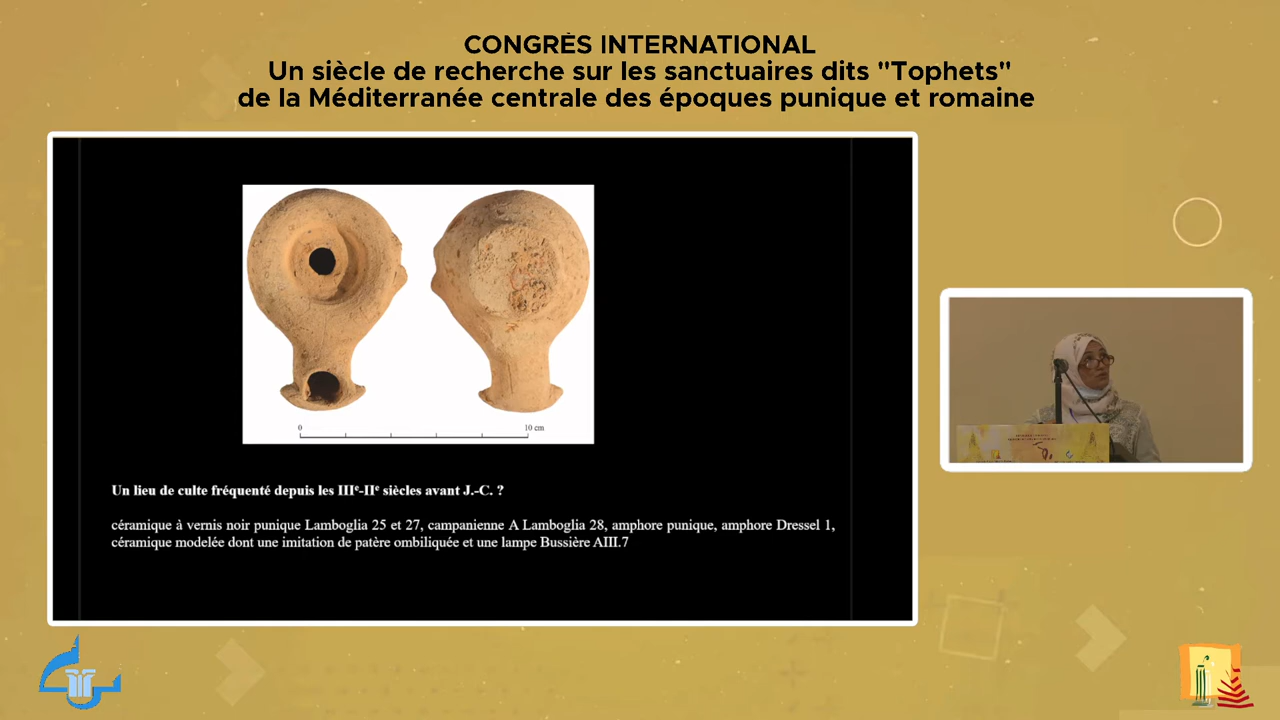 CONGRÈS INTERNATIONAL
Un siècle de recherche sur les sanctuaires dits "Tophets"
de la Méditerranée centrale des époques punique et romaine
0 10 cm
Un lieu de culte fréquenté depuis les IIIᵉ-IIᵉ siècles avant J.-C. ?
céramique à vernis noir punique Lamboglia 25 et 27, campanienne A Lamboglia 28, amphore punique, amphore Dressel 1,
céramique modelée dont une imitation de patère ombiliquée et une lampe Bussière AIII.7